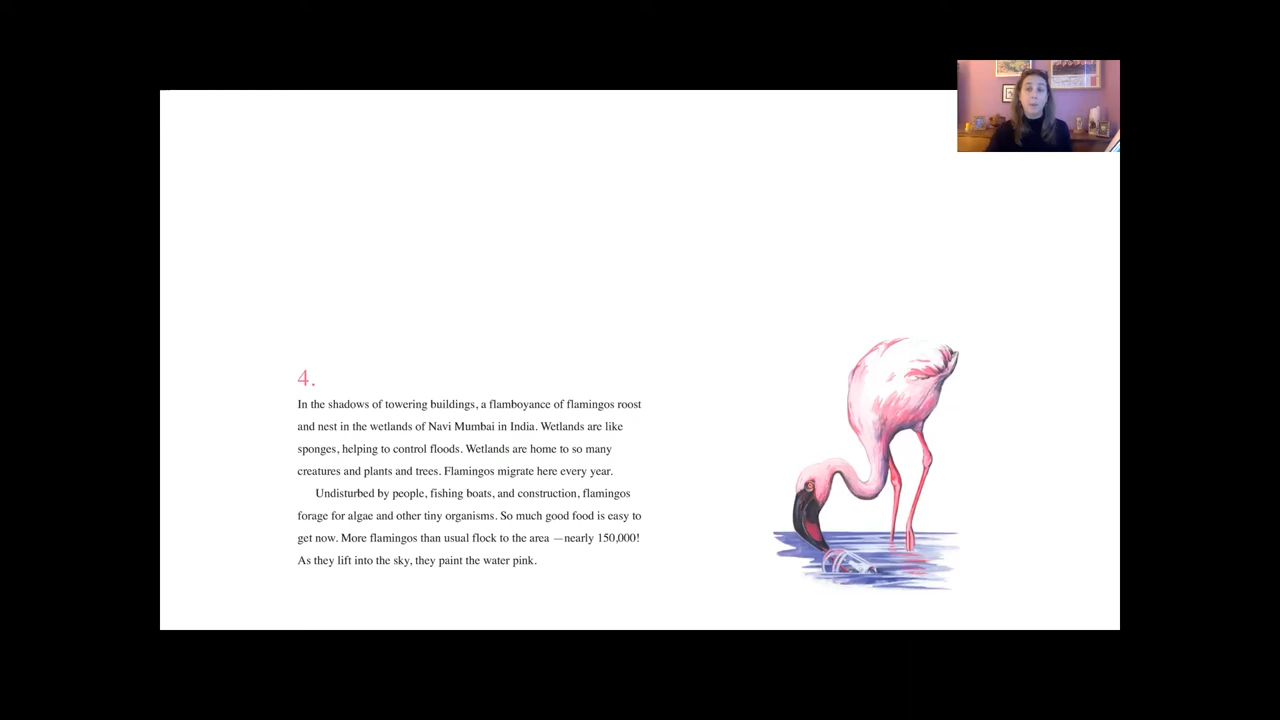 4.
In the shadows of towering buildings, a flamboyance of flamingos roost
and nest in the wetlands of Navi Mumbai in India. Wetlands are like
sponges, helping to control floods. Wetlands are home to so many
creatures and plants and trees. Flamingos migrate here every year.
Undisturbed by people, fishing boats, and construction, flamingos
forage for algae and other tiny organisms. So much good food is easy to
get now. More flamingos than usual flock to the area —nearly 150,000!
As they lift into the sky, they paint the water pink.